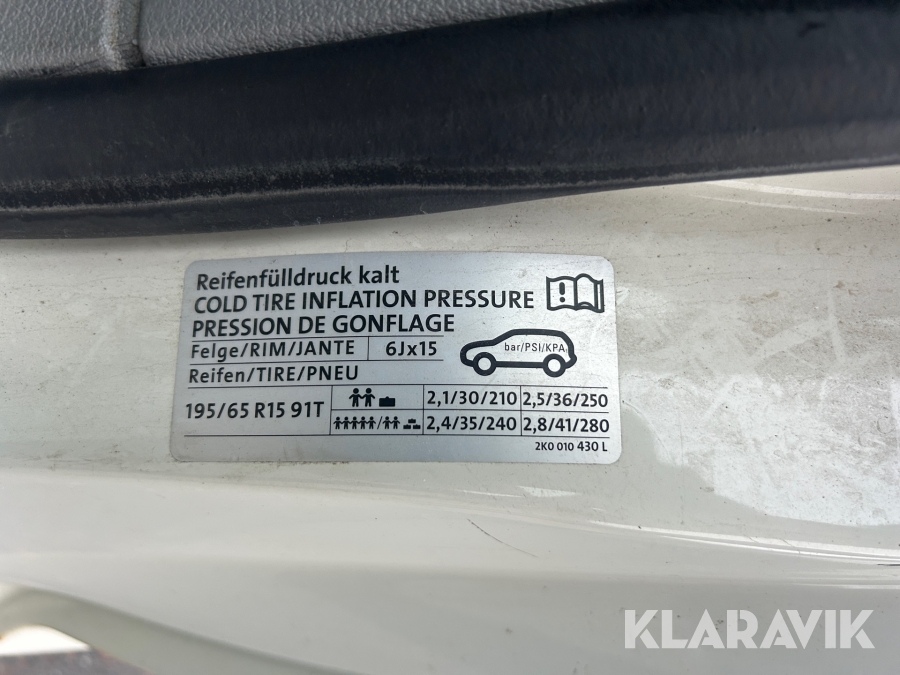 Reifenfülldruck kalt
COLD TIRE INFLATION PRESSURE
PRESSION DE GONFLAGE
Felge/RIM/JANTE 6Jx15
bar/PSI/KPA
Reifen/TIRE/PNEU
195/65 R15 91T
2,1/30/210 2,5/36/250
2,4/35/240 2,8/41/280
2K0 010 430 L
KLARAVIK